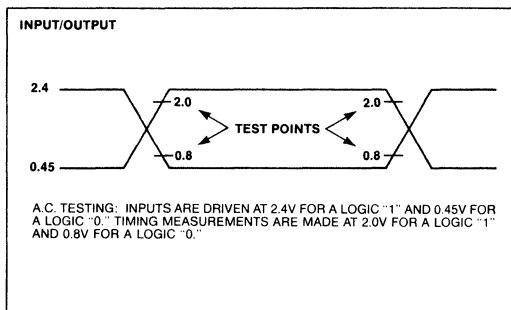 INPUT/OUTPUT
2.4
2.0
2.0
TEST POINTS
0.8
0.8
0.45
A.C. TESTING: INPUTS ARE DRIVEN AT 2.4V FOR A LOGIC "1" AND 0.45V FOR
A LOGIC "0." TIMING MEASUREMENTS ARE MADE AT 2.0V FOR A LOGIC "1"
AND 0.8V FOR A LOGIC "0."